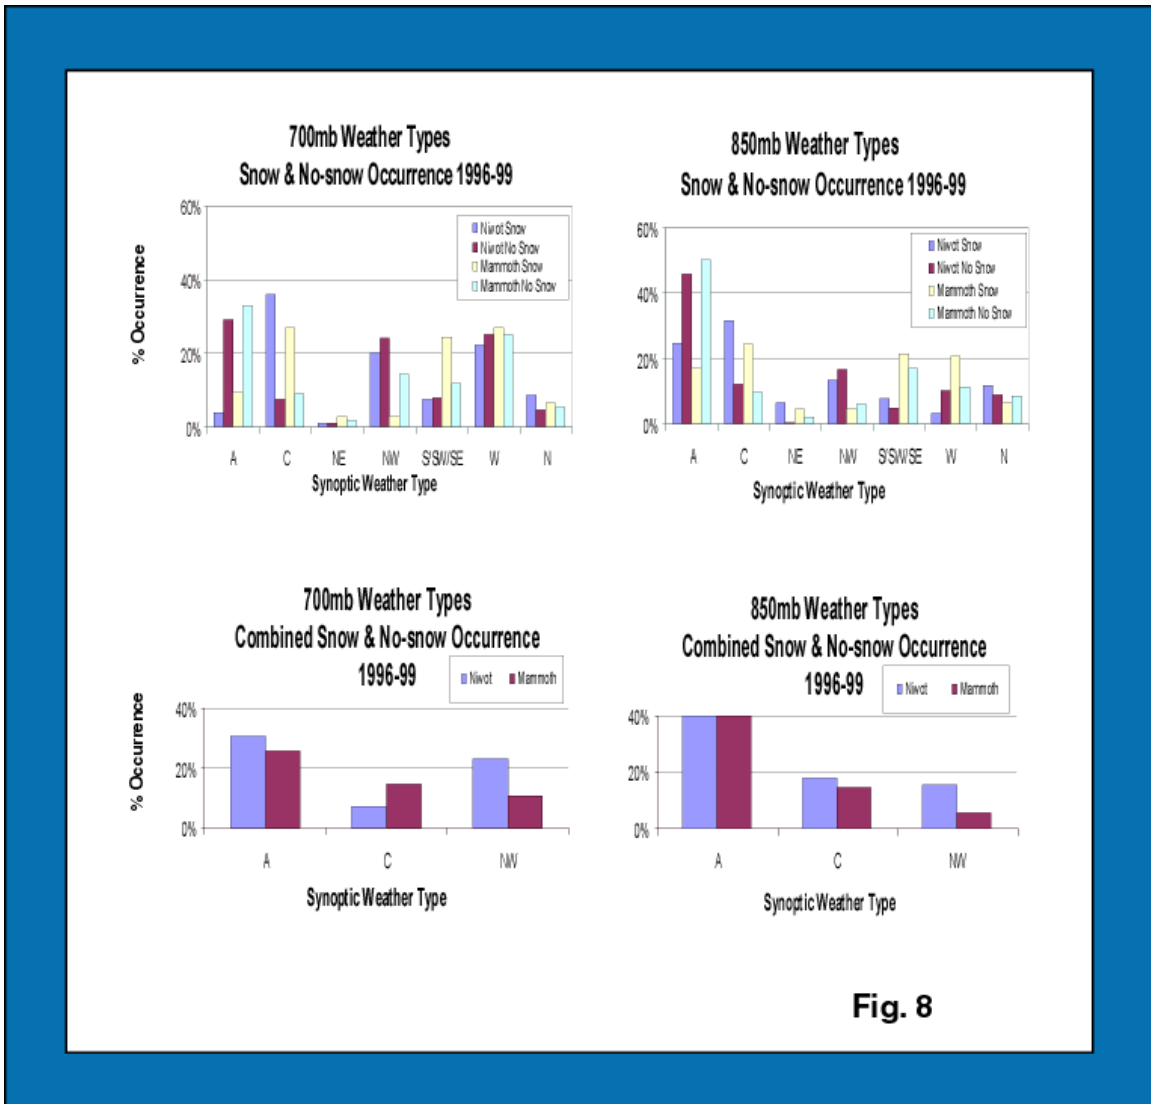 700mb Weather Types
Snow & No-snow Occurrence 1996-99
% Occurrence
60%
40%
20%
0%
Niwot Snow
Niwot No Snow
Mammoth Snow
Mammoth No Snow
A C NE NW S/SW/SE W N
Synoptic Weather Type
850mb Weather Types
Snow & No-snow Occurrence 1996-99
60%
40%
20%
0%
Niwot Snow
Niwot No Snow
Mammoth Snow
Mammoth No Snow
A C NE NW S/SW/SE W N
Synoptic Weather Type
700mb Weather Types
Combined Snow & No-snow Occurrence
1996-99
Niwot Mammoth
% Occurrence
40%
20%
0%
A C NW
Synoptic Weather Type
850mb Weather Types
Combined Snow & No-snow Occurrence
1996-99
Niwot Mammoth
40%
20%
0%
A C NW
Synoptic Weather Type
Fig. 8